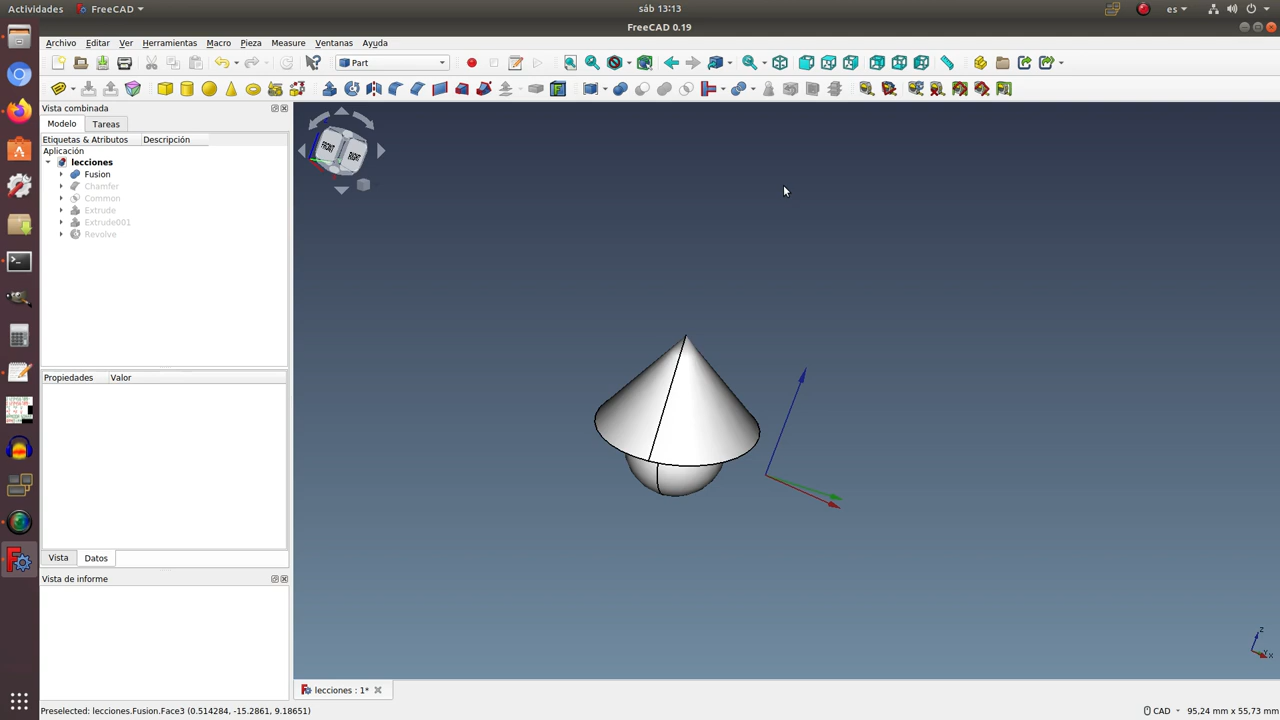 Actividades FreeCAD sáb 13:13 es
FreeCAD 0.19
Archivo Editar Ver Herramientas Macro Pieza Measure Ventanas Ayuda
Part
Vista combinada
Modelo Tareas
Etiquetas & Atributos Descripción
Aplicación
lecciones
Fusion
Chamfer
Common
Extrude
Extrude001
Revolve
FRONT RIGHT
Propiedades Valor
Vista Datos
Vista de informe
Z
Y X
lecciones : 1*
Preselected: lecciones.Fusion.Face3 (0.514284, -15.2861, 9.18651) CAD 95,24 mm x 55,73 mm